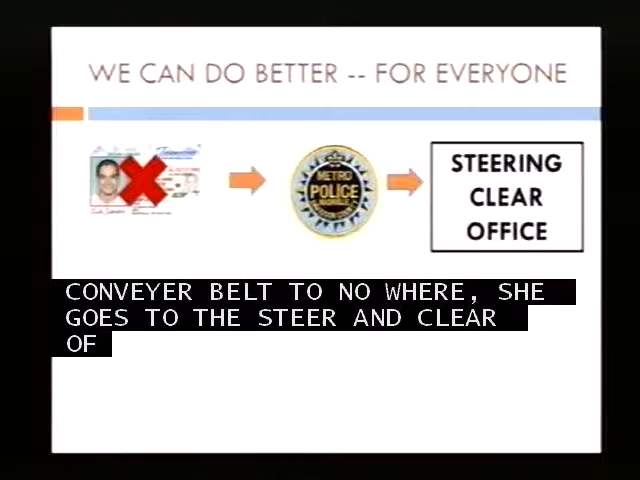 WE CAN DO BETTER -- FOR EVERYONE
METRO
POLICE
NASHVILLE
STEERING
CLEAR
OFFICE
CONVEYER BELT TO NO WHERE, SHE
GOES TO THE STEER AND CLEAR
OF